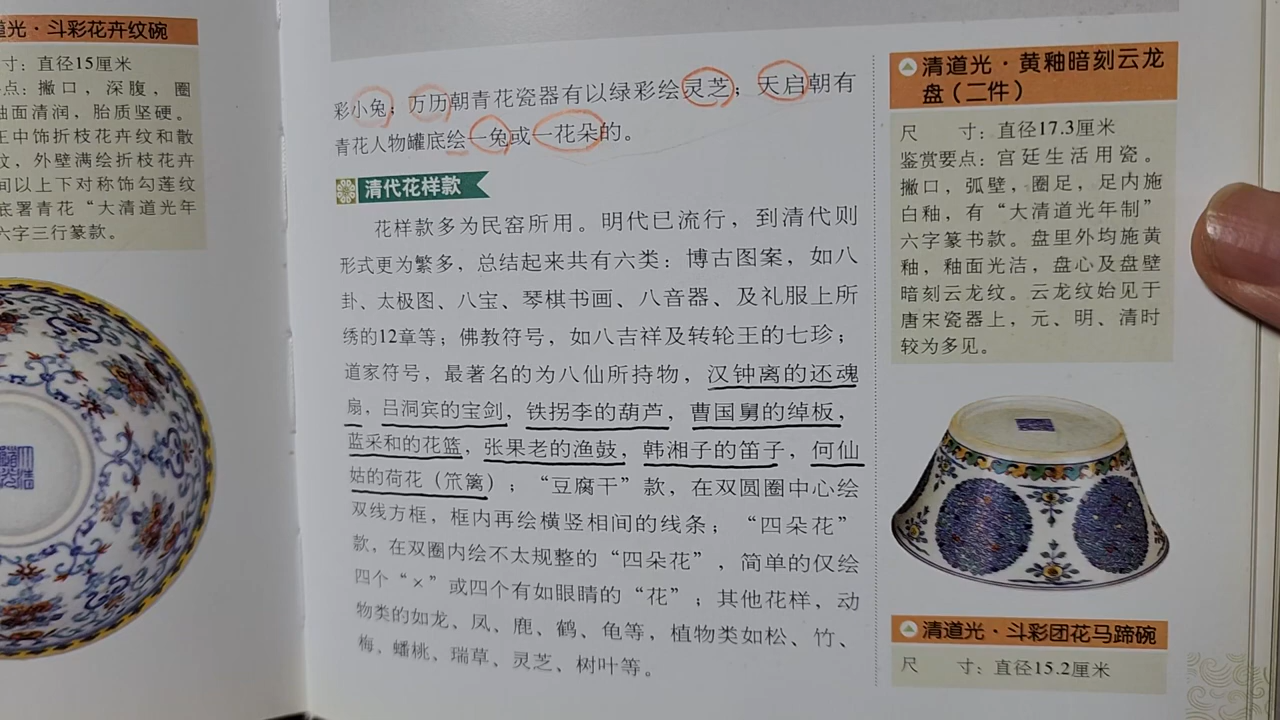 道光·斗彩花卉纹碗
寸：直径15厘米
点：撇口，深腹，圈
釉面清润，胎质坚硬。
正中饰折枝花卉纹和散
纹，外壁满绘折枝花卉
间以上下对称饰勾莲纹
底署青花“大清道光年
六字三行篆款。
彩小兔；万历朝青花瓷器有以绿彩绘灵芝；天启朝有
青花人物罐底绘一兔或一花朵的。
清代花样款
花样款多为民窑所用。明代已流行，到清代则
形式更为繁多，总结起来共有六类：博古图案，如八
卦、太极图、八宝、琴棋书画、八音器、及礼服上所
绣的12章等；佛教符号，如八吉祥及转轮王的七珍；
道家符号，最著名的为八仙所持物，汉钟离的还魂
扇，吕洞宾的宝剑，铁拐李的葫芦，曹国舅的绰板，
蓝采和的花篮，张果老的渔鼓，韩湘子的笛子，何仙
姑的荷花（笊篱）；“豆腐干”款，在双圆圈中心绘
双线方框，框内再绘横竖相间的线条；“四朵花”
款，在双圈内绘不太规整的“四朵花”，简单的仅绘
四个“×”或四个有如眼睛的“花”；其他花样，动
物类的如龙、凤、鹿、鹤、龟等，植物类如松、竹、
梅、蟠桃、瑞草、灵芝、树叶等。
清道光·黄釉暗刻云龙
盘（二件）
尺 寸：直径17.3厘米
鉴赏要点：宫廷生活用瓷。
撇口，弧壁，圈足，足内施
白釉，有“大清道光年制”
六字篆书款。盘里外均施黄
釉，釉面光洁，盘心及盘壁
暗刻云龙纹。云龙纹始见于
唐宋瓷器上，元、明、清时
较为多见。
清道光·斗彩团花马蹄碗
尺 寸：直径15.2厘米